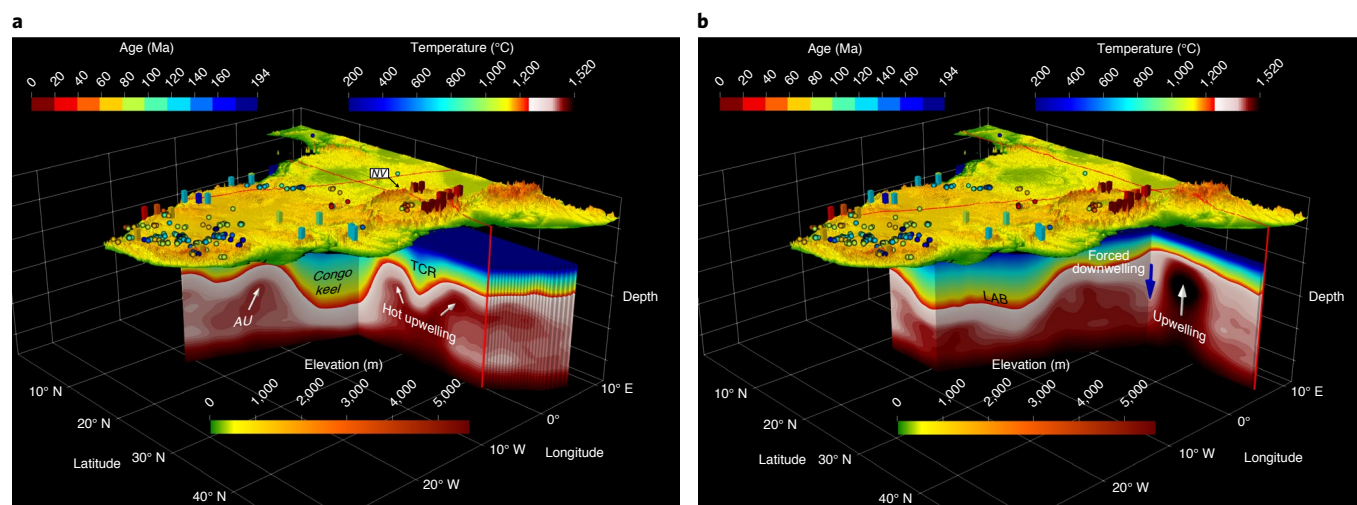 a
Age (Ma)
Temperature (°C)
0 20 40 60 80 100 120 140 160 194
200 400 600 800 1,000 1,200 1,520
NV
Congo
keel
TCR
AU
Hot upwelling
Depth
Elevation (m)
0 1,000 2,000 3,000 4,000 5,000
10° N
20° N
30° N
40° N
Latitude
10° E
0°
10° W
20° W
Longitude
b
Age (Ma)
Temperature (°C)
0 20 40 60 80 100 120 140 160 194
200 400 600 800 1,000 1,200 1,520
Forced
downwelling
LAB
Upwelling
Depth
Elevation (m)
0 1,000 2,000 3,000 4,000 5,000
10° N
20° N
30° N
40° N
Latitude
10° E
0°
10° W
20° W
Longitude